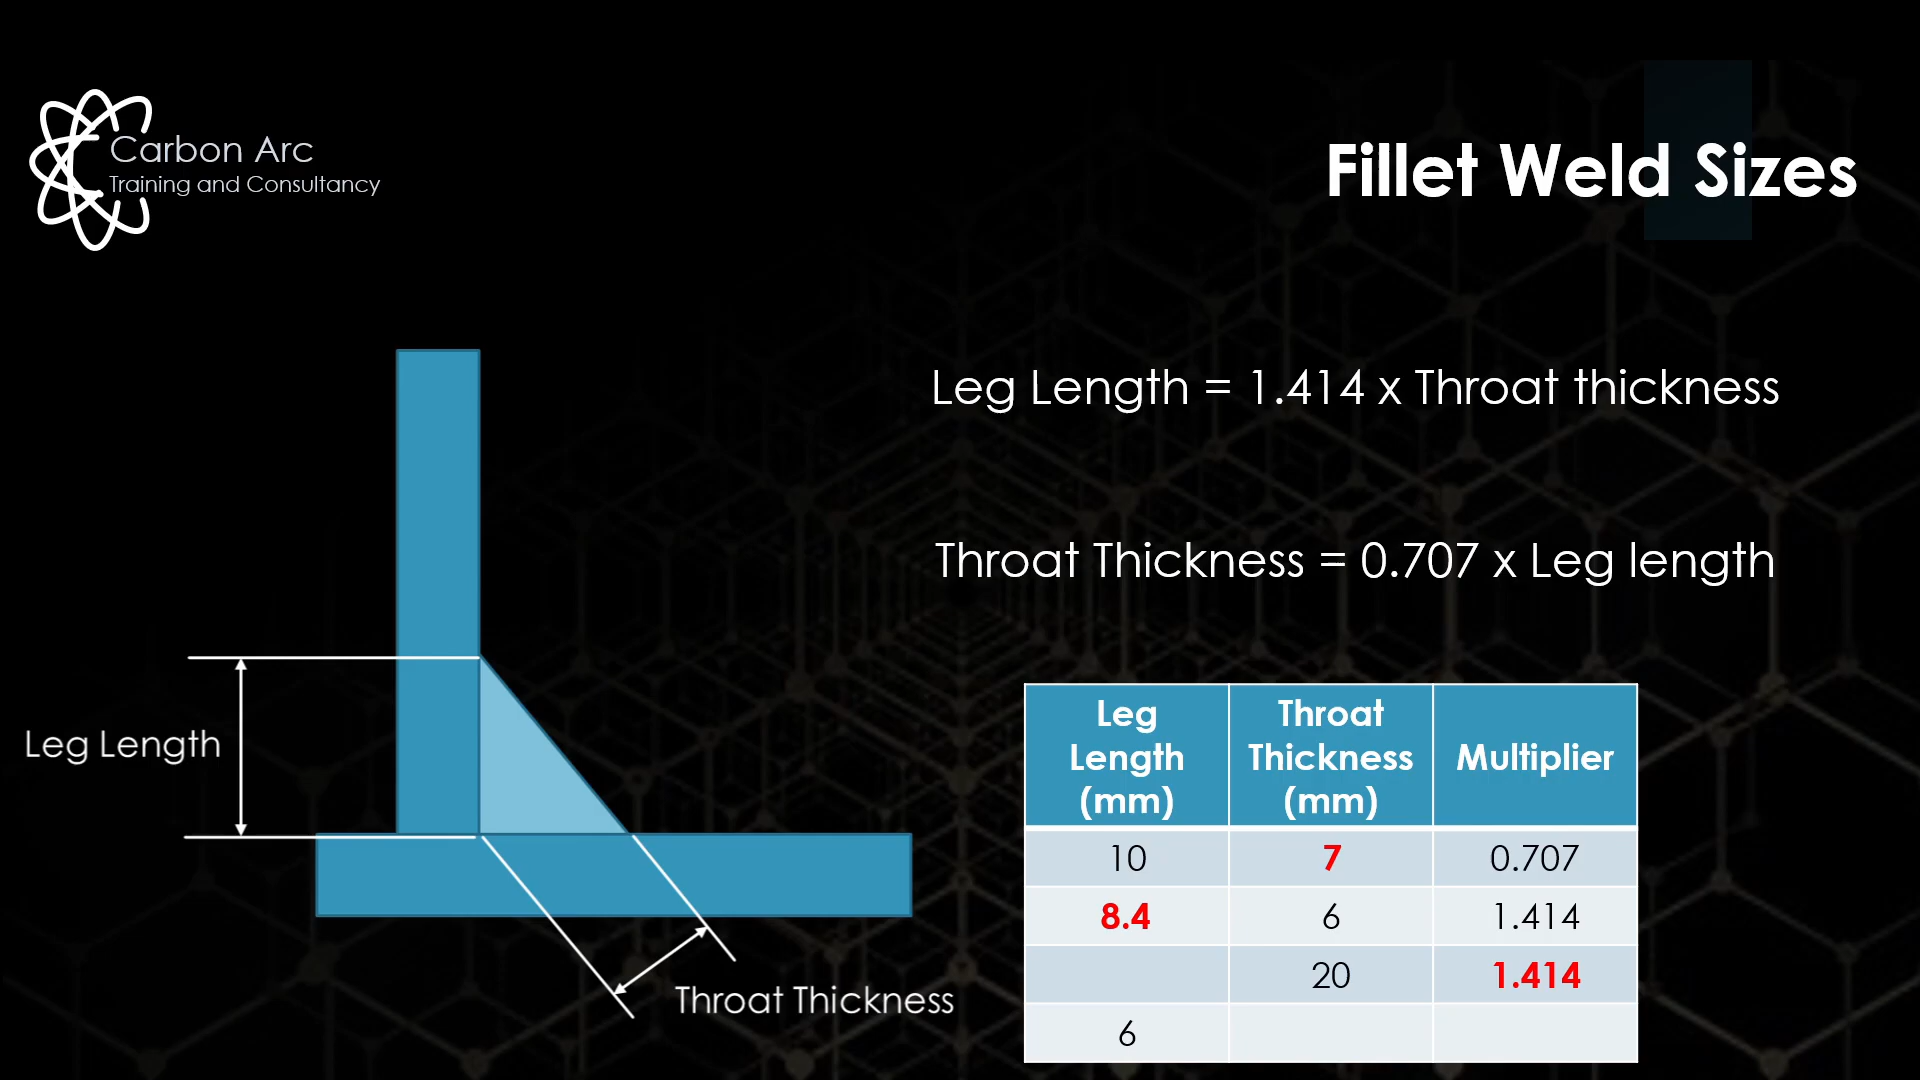 Carbon Arc
Training and Consultancy
Fillet Weld Sizes
Leg Length = 1.414 x Throat thickness
Throat Thickness = 0.707 x Leg length
Leg Length
Throat Thickness
Leg Length (mm) Throat Thickness (mm) Multiplier
10 7 0.707
8.4 6 1.414
20 1.414
6